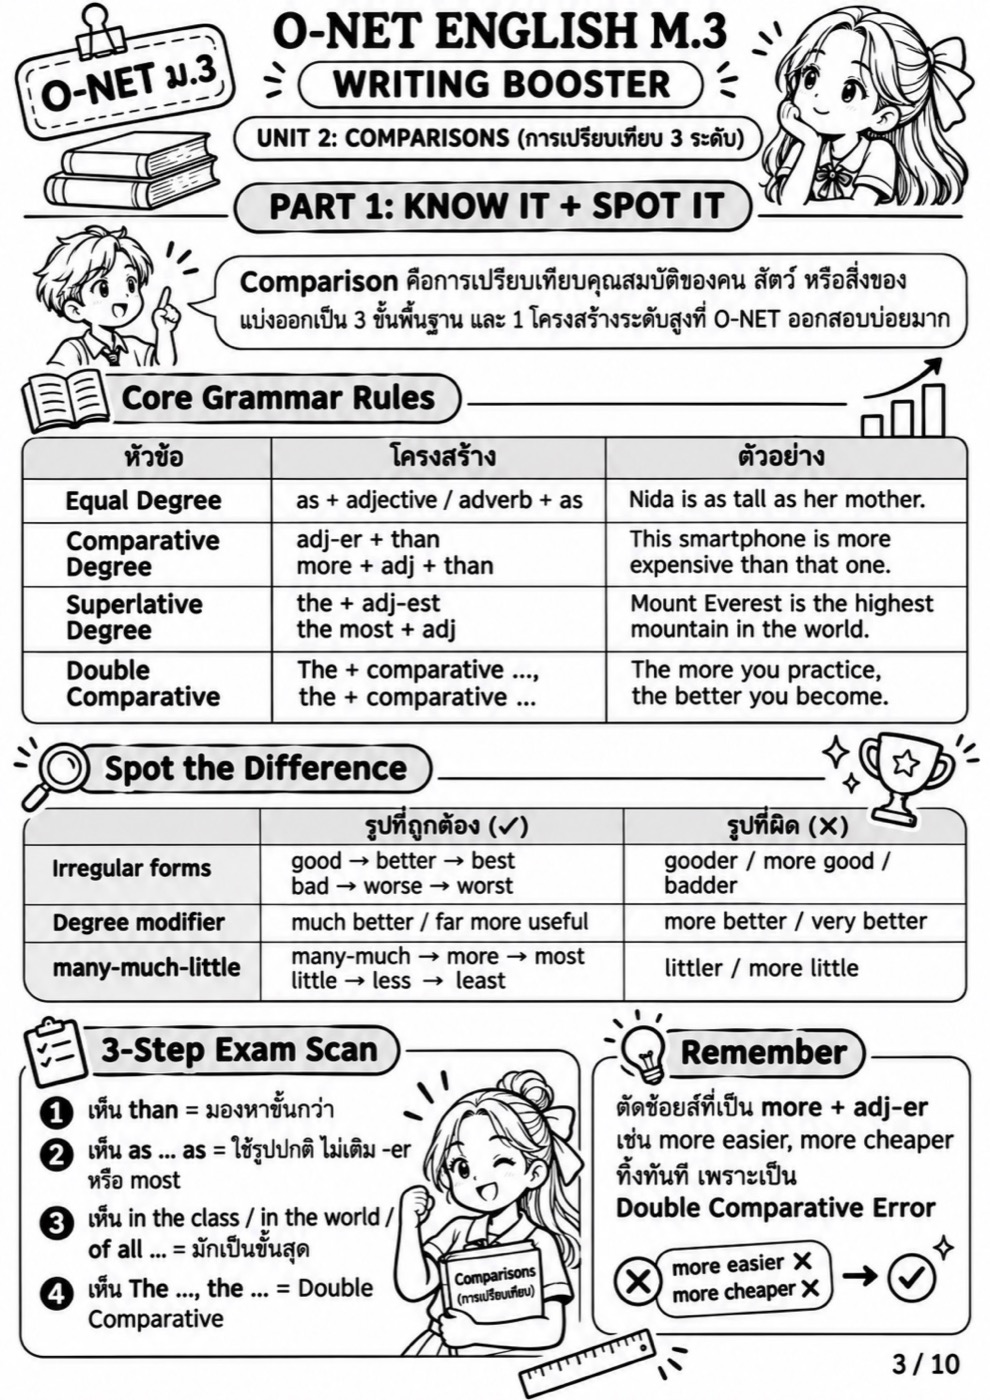 O-NET ม.3
O-NET ENGLISH M.3
WRITING BOOSTER
UNIT 2: COMPARISONS (การเปรียบเทียบ 3 ระดับ)
PART 1: KNOW IT + SPOT IT
Comparison คือการเปรียบเทียบคุณสมบัติของคน สัตว์ หรือสิ่งของ
แบ่งออกเป็น 3 ขั้นพื้นฐาน และ 1 โครงสร้างระดับสูงที่ O-NET ออกสอบบ่อยมาก
Core Grammar Rules
หัวข้อ โครงสร้าง ตัวอย่าง
Equal Degree as + adjective / adverb + as Nida is as tall as her mother.
Comparative adj-er + than This smartphone is more
Degree more + adj + than expensive than that one.
Superlative the + adj-est Mount Everest is the highest
Degree the most + adj mountain in the world.
Double The + comparative ..., The more you practice,
Comparative the + comparative ... the better you become.
Spot the Difference
รูปที่ถูกต้อง (✓) รูปที่ผิด (✗)
Irregular forms
good → better → best
bad → worse → worst
gooder / more good /
badder
Degree modifier much better / far more useful more better / very better
many-much-little
many-much → more → most
little → less → least
littler / more little
3-Step Exam Scan
1 เห็น than = มองหาขั้นกว่า
2 เห็น as ... as = ใช้รูปปกติ ไม่เติม -er
หรือ most
3 เห็น in the class / in the world /
of all ... = มักเป็นขั้นสุด
4 เห็น The ..., the ... = Double
Comparative
Comparisons
(การเปรียบเทียบ)
Remember
ตัดช้อยส์ที่เป็น more + adj-er
เช่น more easier, more cheaper
ทิ้งทันที เพราะเป็น
Double Comparative Error
more easier ✗
more cheaper ✗
3 / 10